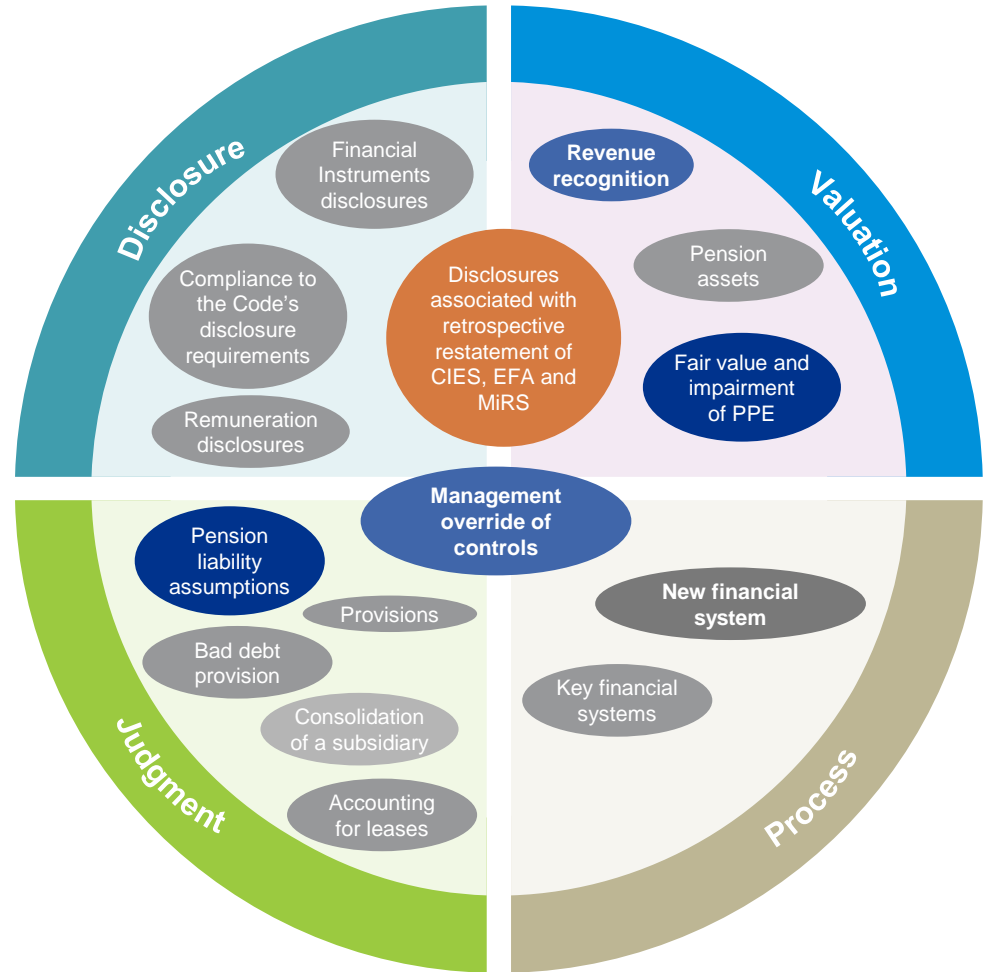 Disclosure
Financial
Instruments
disclosures
Compliance to
the Code's
disclosure
requirements
Remuneration
disclosures
Disclosures
associated with
retrospective
restatement of
CIES, EFA and
MiRS
Valuation
Revenue
recognition
Pension
assets
Fair value and
impairment
of PPE
Management
override of
controls
Judgment
Pension
liability
assumptions
Provisions
Bad debt
provision
Consolidation
of a subsidiary
Accounting
for leases
Process
New financial
system
Key financial
systems